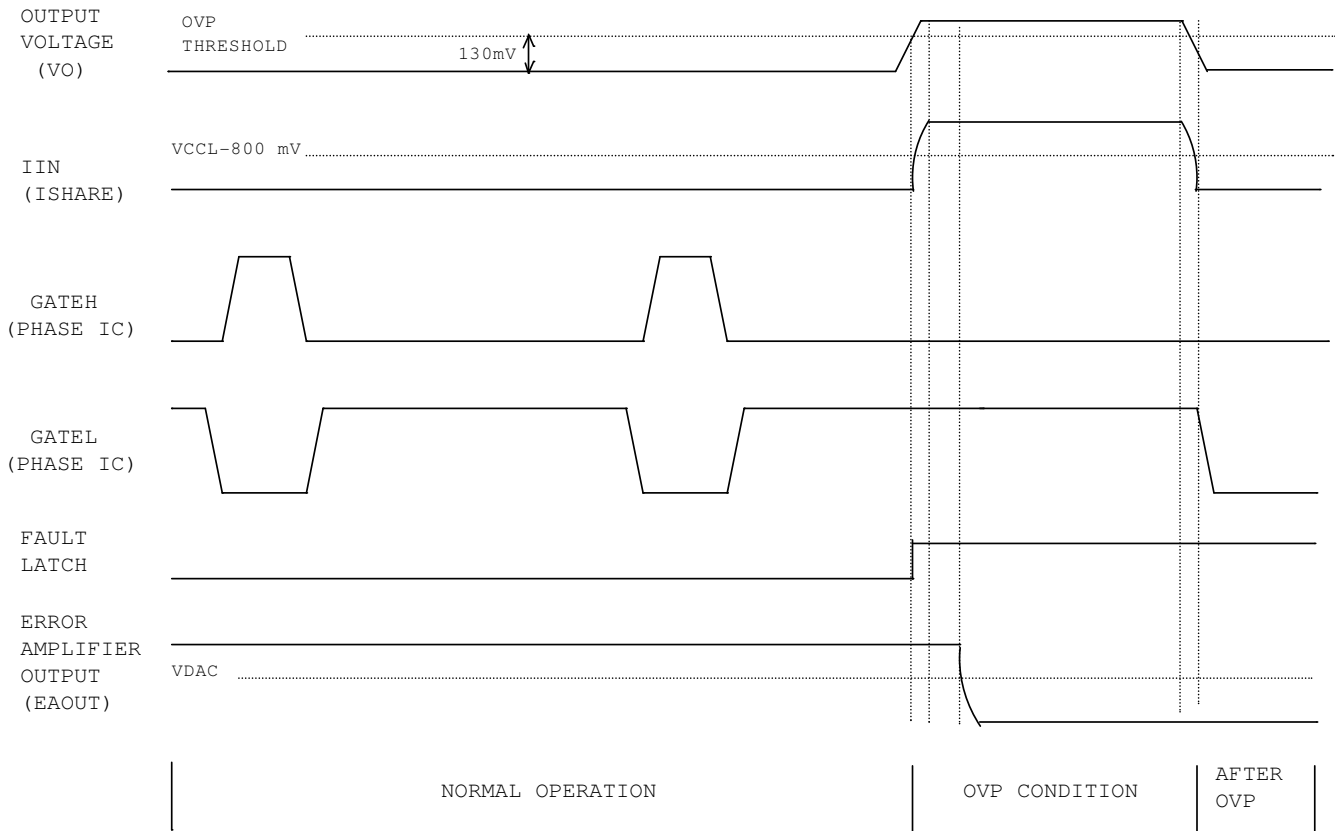 OUTPUT
VOLTAGE
(VO)
OVP
THRESHOLD
130mV
IIN
(ISHARE)
VCCL-800 mV
GATEH
(PHASE IC)
GATEL
(PHASE IC)
FAULT
LATCH
ERROR
AMPLIFIER
OUTPUT
(EAOUT)
VDAC
NORMAL OPERATION
OVP CONDITION
AFTER
OVP